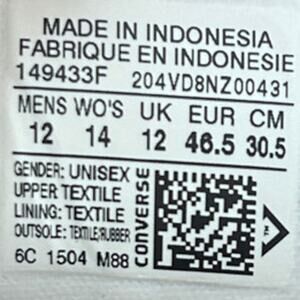 MADE IN INDONESIA
FABRIQUE EN INDONESIE
149433F 204VD8NZ00431
MENS WO'S UK EUR CM
12 14 12 46.5 30.5
GENDER: UNISEX
UPPER TEXTILE
LINING: TEXTILE
OUTSOLE: TEXTILE/RUBBER
6C 1504 M88
CONVERSE